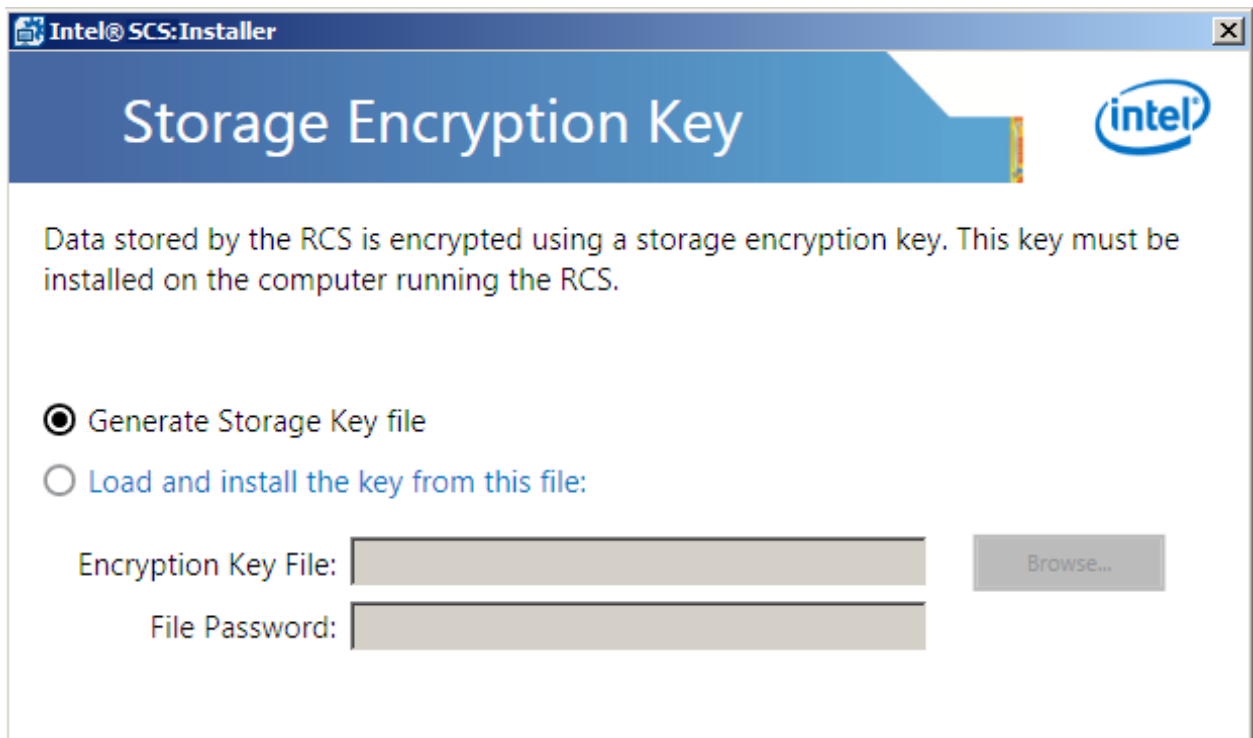 Intel® SCS:Installer
Storage Encryption Key
intel®
Data stored by the RCS is encrypted using a storage encryption key. This key must be
installed on the computer running the RCS.
Generate Storage Key file
Load and install the key from this file:
Encryption Key File:
Browse...
File Password: